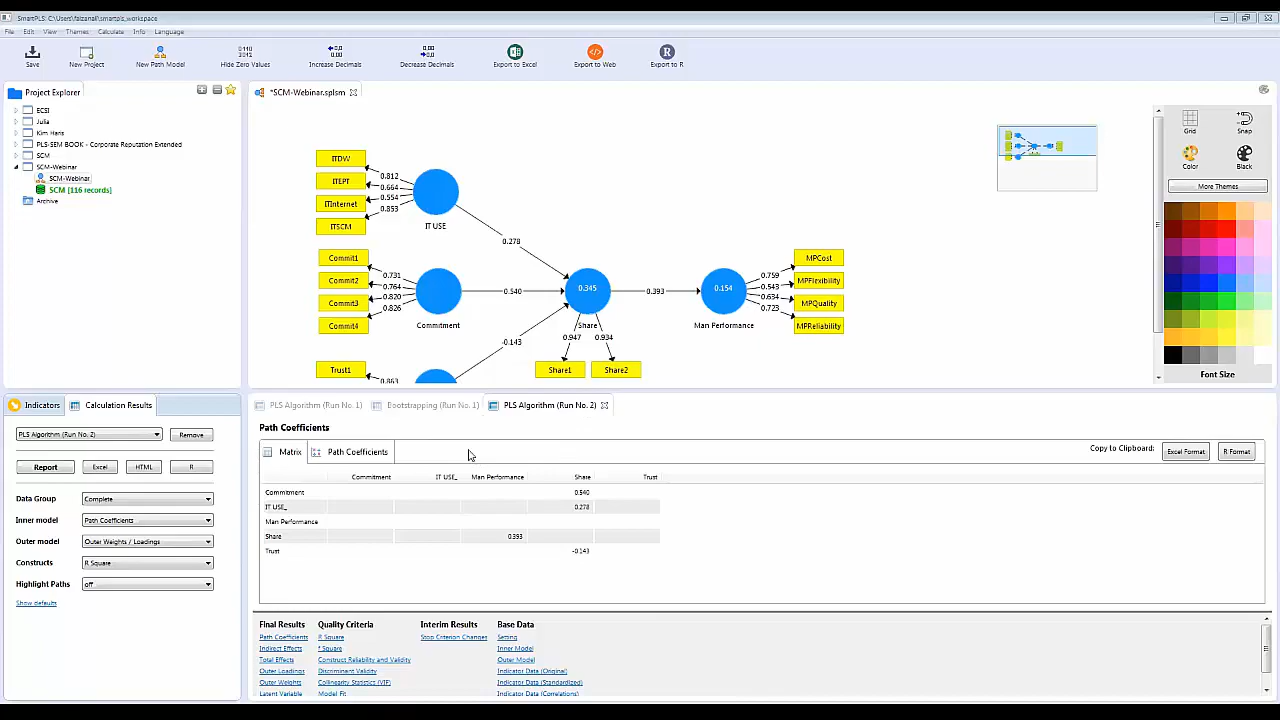 SmartPLS: C:\Users\faizanali\smartpls_workspace
File Edit View Themes Calculate Info Language
Save New Project New Path Model Hide Zero Values Increase Decimals Decrease Decimals Export to Excel Export to Web Export to R
Project Explorer
ECSI
Julia
Kim Haris
PLS-SEM BOOK - Corporate Reputation Extended
SCM
SCM-Webinar
SCM-Webinar
SCM [116 records]
Archive
*SCM-Webinar.splsm
ITDW
ITEPT
ITInternet
ITSCM
0.812
0.664
0.554
0.853
IT USE
0.278
Commit1
Commit2
Commit3
Commit4
0.731
0.764
0.820
0.826
Commitment
0.540
0.345
Share
0.393
0.154
Man Performance
0.759
0.543
0.634
0.723
MPCost
MPFlexibility
MPQuality
MPReliability
-0.143
0.947
0.934
Share1
Share2
Trust1
0.863
Grid Snap
Color Black
More Themes
Font Size
Indicators Calculation Results
PLS Algorithm (Run No. 2) Remove
Report Excel HTML R
Data Group Complete
Inner model Path Coefficients
Outer model Outer Weights / Loadings
Constructs R Square
Highlight Paths off
Show defaults
PLS Algorithm (Run No. 1) Bootstrapping (Run No. 1) PLS Algorithm (Run No. 2)
Path Coefficients
Matrix Path Coefficients Copy to Clipboard: Excel Format R Format
Commitment IT USE_ Man Performance Share Trust
Commitment 0.540
IT USE_ 0.278
Man Performance
Share 0.393
Trust -0.143
Final Results Quality Criteria Interim Results Base Data
Path Coefficients R Square Stop Criterion Changes Setting
Indirect Effects f Square Inner Model
Total Effects Construct Reliability and Validity Outer Model
Outer Loadings Discriminant Validity Indicator Data (Original)
Outer Weights Collinearity Statistics (VIF) Indicator Data (Standardized)
Latent Variable Model Fit Indicator Data (Correlations)